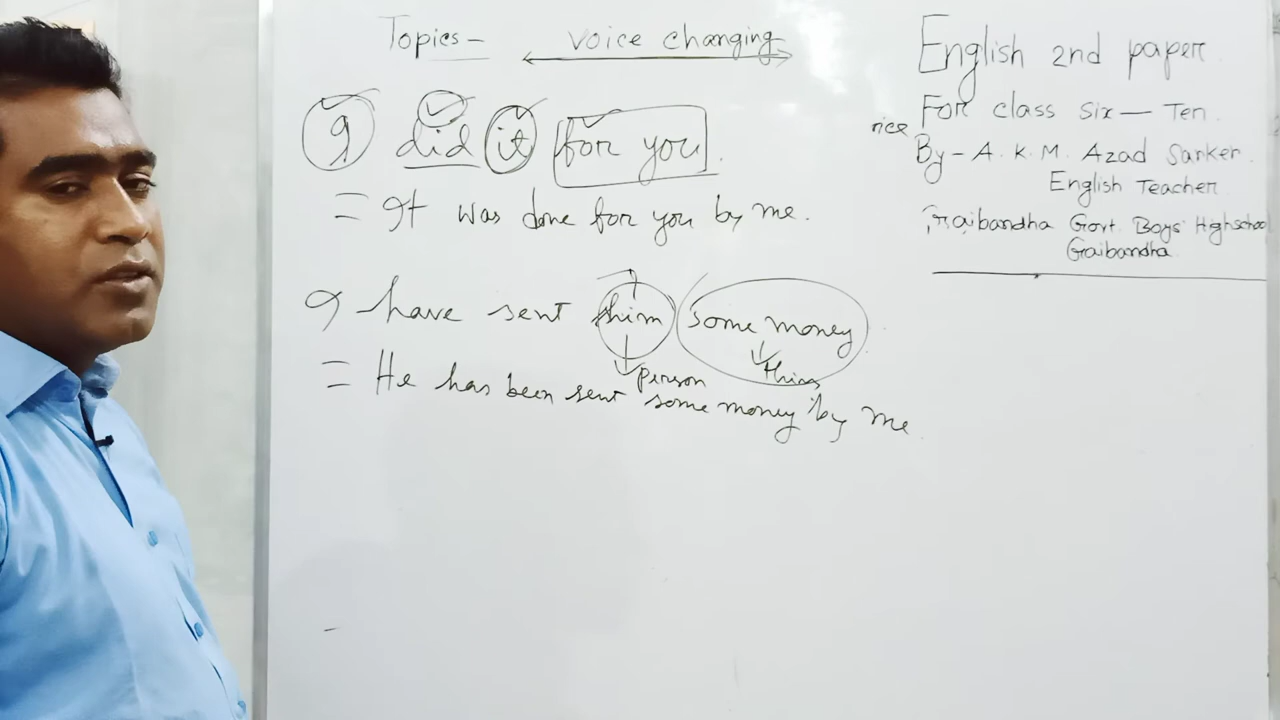 Topics - voice changing
I did it for you.
= It was done for you by me.
I have sent him some money
person thing
= He has been sent some money by me
English 2nd paper
For class six — Ten
By - A. K. M. Azad Sarker
English Teacher
Gaibandha Govt. Boys' High school
Gaibandha